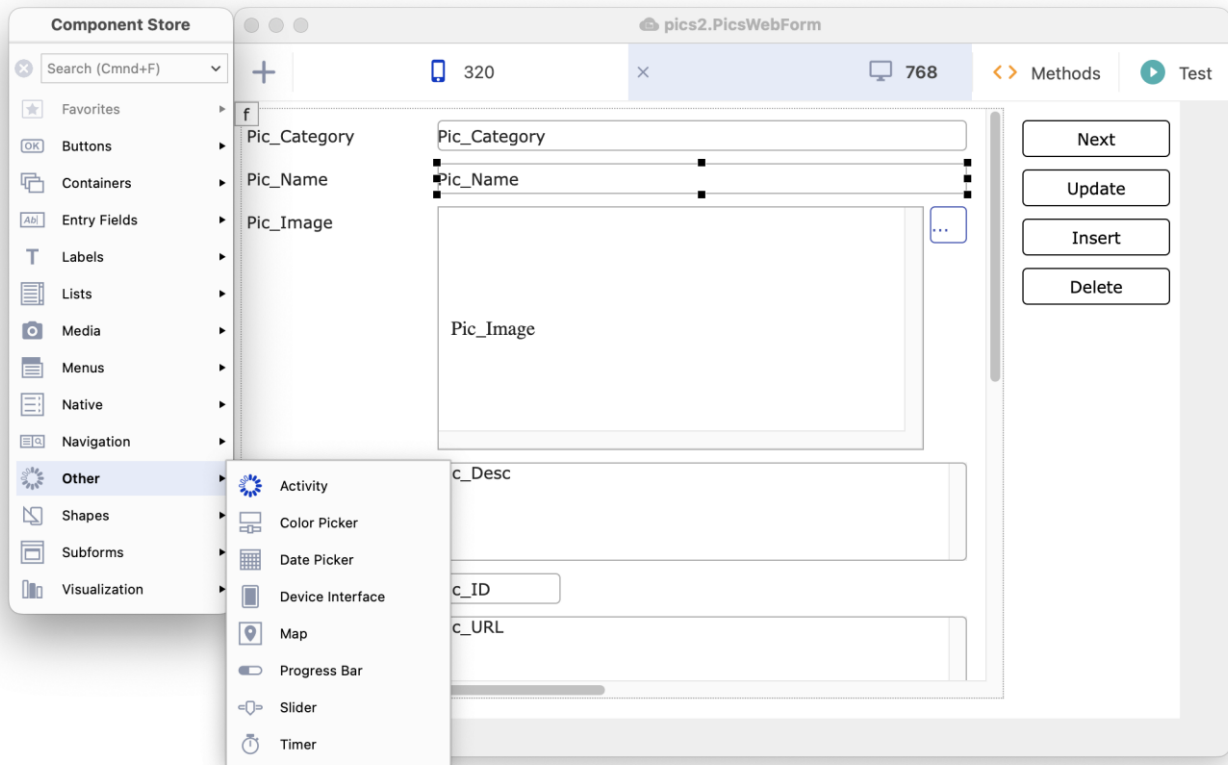 Component Store
pics2.PicsWebForm
Search (Cmnd+F)
320
768
Methods
Test
Favorites
Buttons
Containers
Entry Fields
Labels
Lists
Media
Menus
Native
Navigation
Other
Shapes
Subforms
Visualization
Activity
Color Picker
Date Picker
Device Interface
Map
Progress Bar
Slider
Timer
f
Pic_Category
Pic_Category
Pic_Name
Pic_Name
Pic_Image
...
Pic_Image
c_Desc
c_ID
c_URL
Next
Update
Insert
Delete
OK
Ab
T